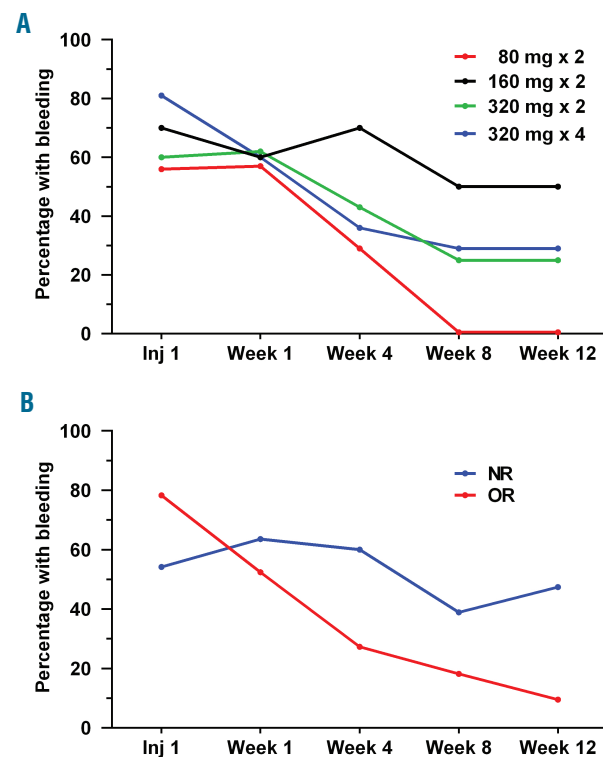 A
Percentage with bleeding
100
80
60
40
20
0
80 mg x 2
160 mg x 2
320 mg x 2
320 mg x 4
Inj 1 Week 1 Week 4 Week 8 Week 12
B
Percentage with bleeding
100
80
60
40
20
0
NR
OR
Inj 1 Week 1 Week 4 Week 8 Week 12